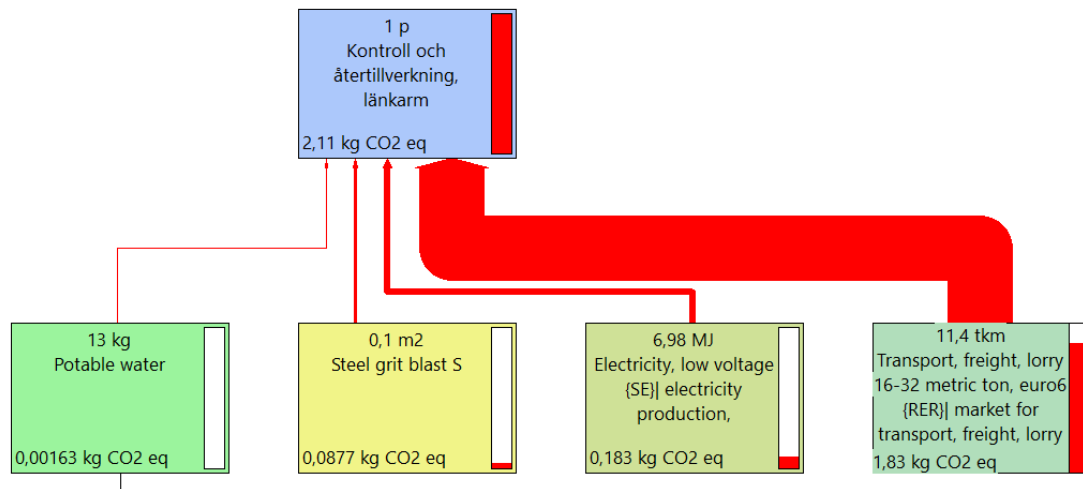 1 p
Kontroll och
återtillverkning,
länkarm
2,11 kg CO2 eq
13 kg
Potable water
0,00163 kg CO2 eq
0,1 m2
Steel grit blast S
0,0877 kg CO2 eq
6,98 MJ
Electricity, low voltage
{SE}| electricity
production,
0,183 kg CO2 eq
11,4 tkm
Transport, freight, lorry
16-32 metric ton, euro6
{RER}| market for
transport, freight, lorry
1,83 kg CO2 eq